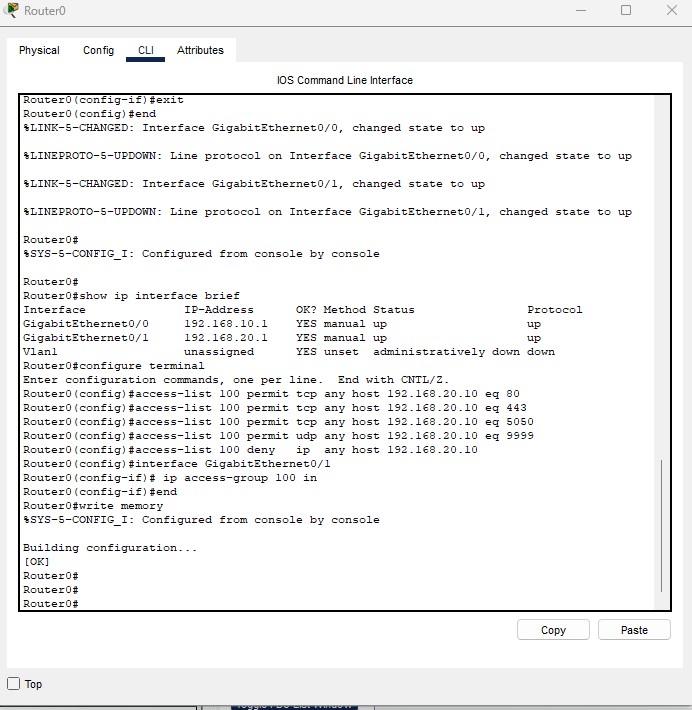 Router0
Physical Config CLI Attributes
IOS Command Line Interface
Router0(config-if)#exit
Router0(config)#end
%LINK-5-CHANGED: Interface GigabitEthernet0/0, changed state to up
%LINEPROTO-5-UPDOWN: Line protocol on Interface GigabitEthernet0/0, changed state to up
%LINK-5-CHANGED: Interface GigabitEthernet0/1, changed state to up
%LINEPROTO-5-UPDOWN: Line protocol on Interface GigabitEthernet0/1, changed state to up
Router0#
%SYS-5-CONFIG_I: Configured from console by console
Router0#
Router0#show ip interface brief
Interface IP-Address OK? Method Status Protocol
GigabitEthernet0/0 192.168.10.1 YES manual up up
GigabitEthernet0/1 192.168.20.1 YES manual up up
Vlan1 unassigned YES unset administratively down down
Router0#configure terminal
Enter configuration commands, one per line. End with CNTL/Z.
Router0(config)#access-list 100 permit tcp any host 192.168.20.10 eq 80
Router0(config)#access-list 100 permit tcp any host 192.168.20.10 eq 443
Router0(config)#access-list 100 permit tcp any host 192.168.20.10 eq 5050
Router0(config)#access-list 100 permit udp any host 192.168.20.10 eq 9999
Router0(config)#access-list 100 deny ip any host 192.168.20.10
Router0(config)#interface GigabitEthernet0/1
Router0(config-if)# ip access-group 100 in
Router0(config-if)#end
Router0#write memory
%SYS-5-CONFIG_I: Configured from console by console
Building configuration...
[OK]
Router0#
Router0#
Router0#
Copy Paste
Top
Toggle PDU List Window